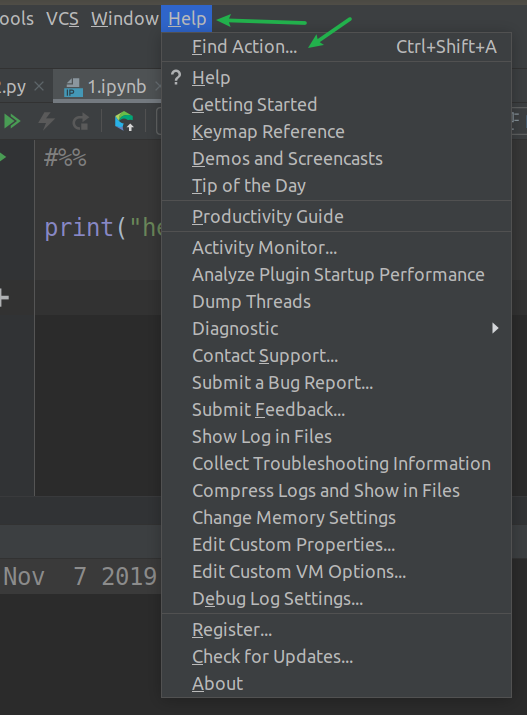 ools VCS Window Help
Find Action... Ctrl+Shift+A
.py 1.ipynb
? Help
Getting Started
Keymap Reference
#%%
Demos and Screencasts
Tip of the Day
print("he
Productivity Guide
Activity Monitor...
Analyze Plugin Startup Performance
Dump Threads
Diagnostic
Contact Support...
Submit a Bug Report...
Submit Feedback...
Show Log in Files
Collect Troubleshooting Information
Compress Logs and Show in Files
Change Memory Settings
Edit Custom Properties...
Edit Custom VM Options...
Nov 7 2019
Debug Log Settings...
Register...
Check for Updates...
About